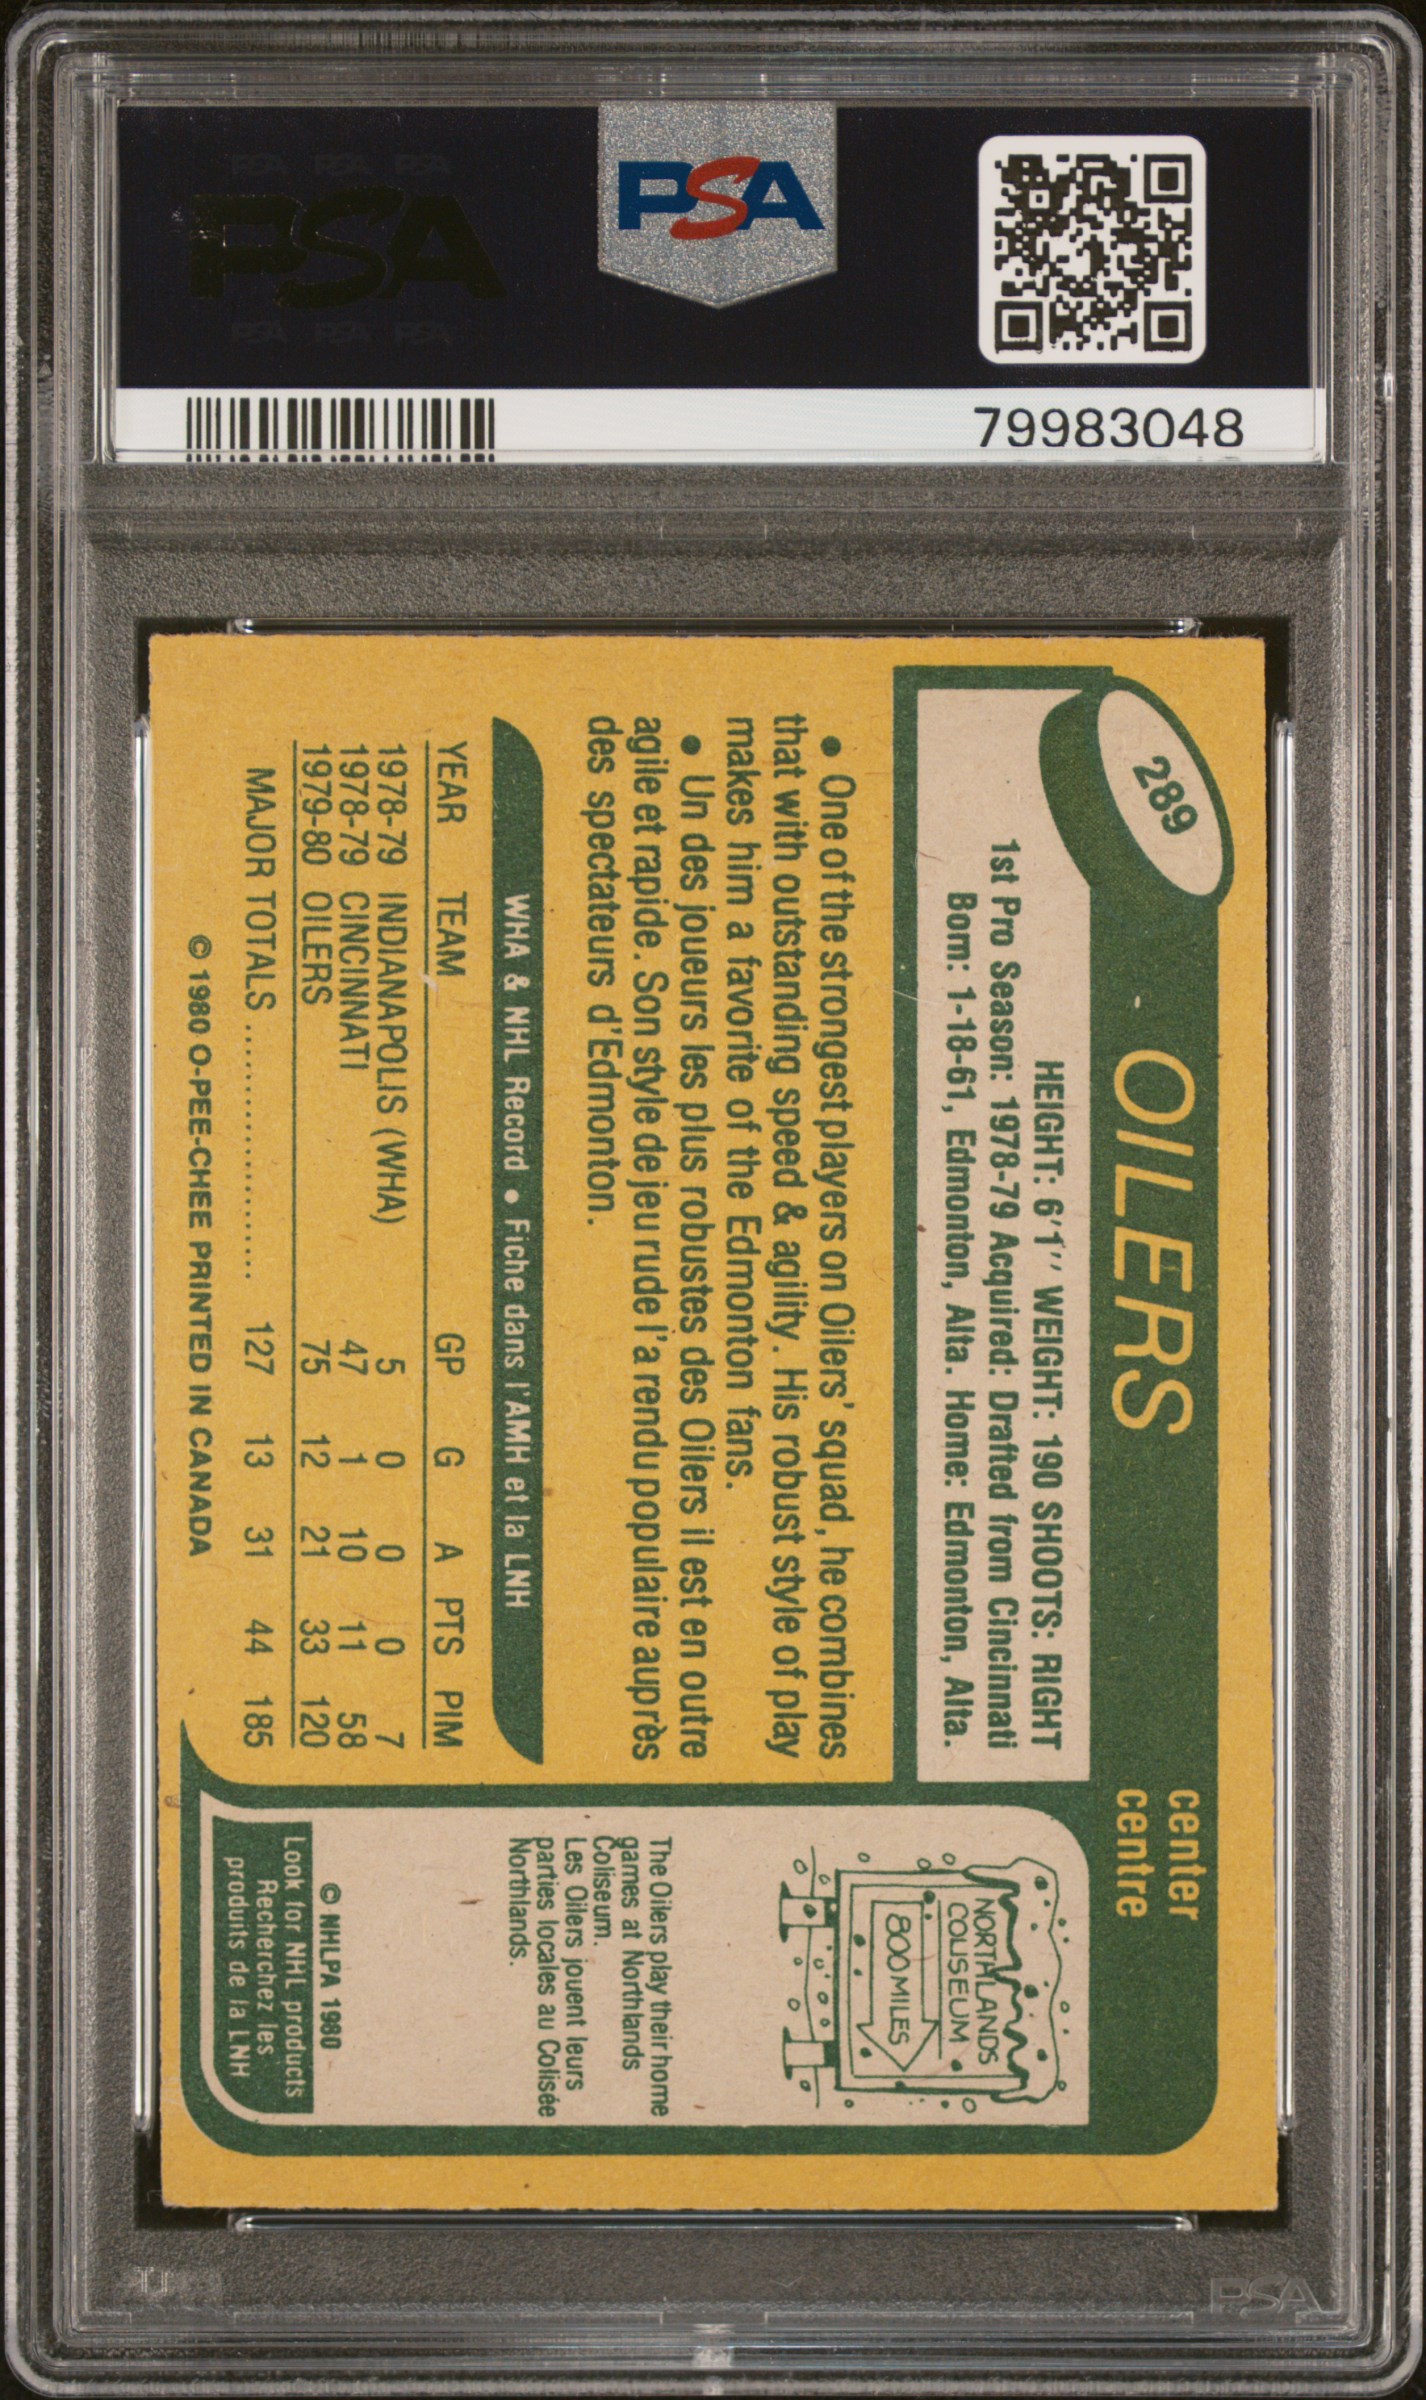 PSA PSA PSA
PSA
PSA PSA PSA
PSA
79983048
289
OILERS
center
centre
HEIGHT: 6'1'' WEIGHT: 190 SHOOTS: RIGHT
1st Pro Season: 1978-79 Acquired: Drafted from Cincinnati
Born: 1-18-61, Edmonton, Alta. Home: Edmonton, Alta.
• One of the strongest players on Oilers' squad, he combines
that with outstanding speed & agility. His robust style of play
makes him a favorite of the Edmonton fans.
• Un des joueurs les plus robustes des Oilers il est en outre
agile et rapide. Son style de jeu rude l'a rendu populaire auprès
des spectateurs d'Edmonton.
WHA & NHL Record • Fiche dans l'AMH et la LNH
YEAR TEAM GP G A PTS PIM
1978-79 INDIANAPOLIS (WHA) 5 0 0 0 7
1978-79 CINCINNATI 47 1 10 11 58
1979-80 OILERS 75 12 21 33 120
MAJOR TOTALS .................... 127 13 31 44 185
© 1980 O-PEE-CHEE PRINTED IN CANADA
NORTHLANDS
COLISEUM
800 MILES
The Oilers play their home
games at Northlands
Coliseum.
Les Oilers jouent leurs
parties locales au Colisée
Northlands.
© NHLPA 1980
Look for NHL products
Recherchez les
produits de la LNH
PSA